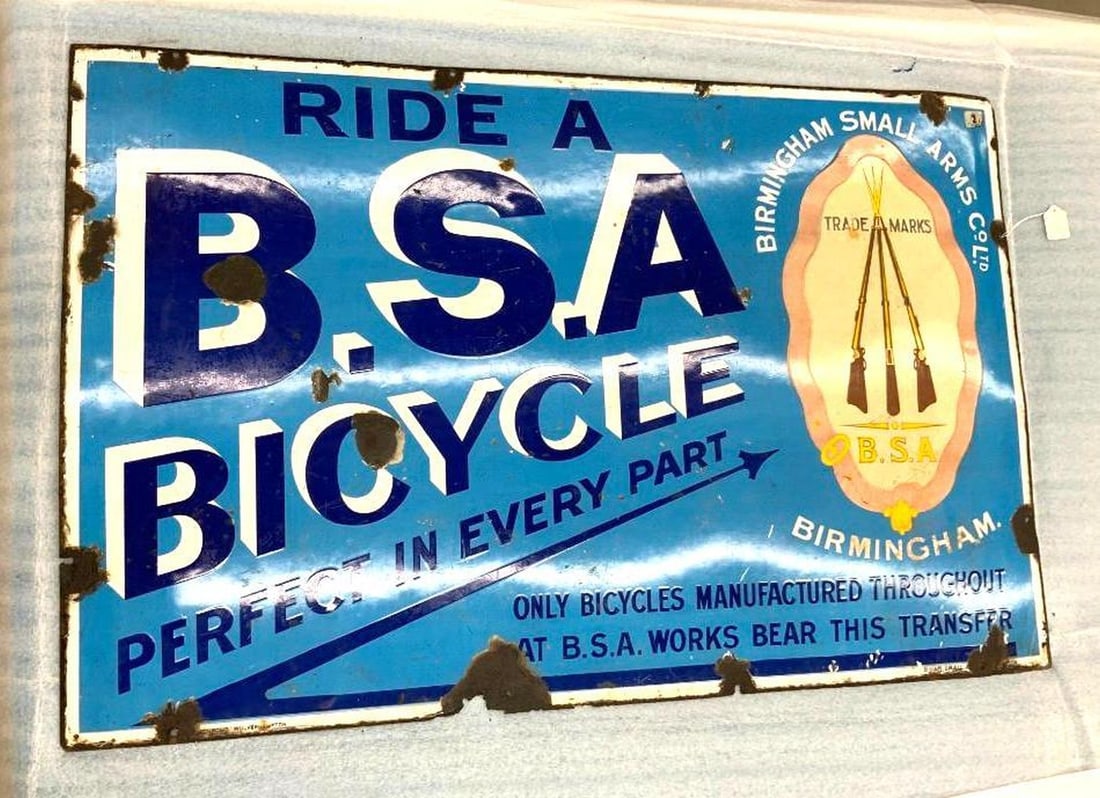 RIDE A
B.S.A
BICYCLE
PERFECT IN EVERY PART
BIRMINGHAM SMALL ARMS Co LTD.
TRADE MARKS
B.S.A
BIRMINGHAM.
ONLY BICYCLES MANUFACTURED THROUGHOUT
AT B.S.A. WORKS BEAR THIS TRANSFER